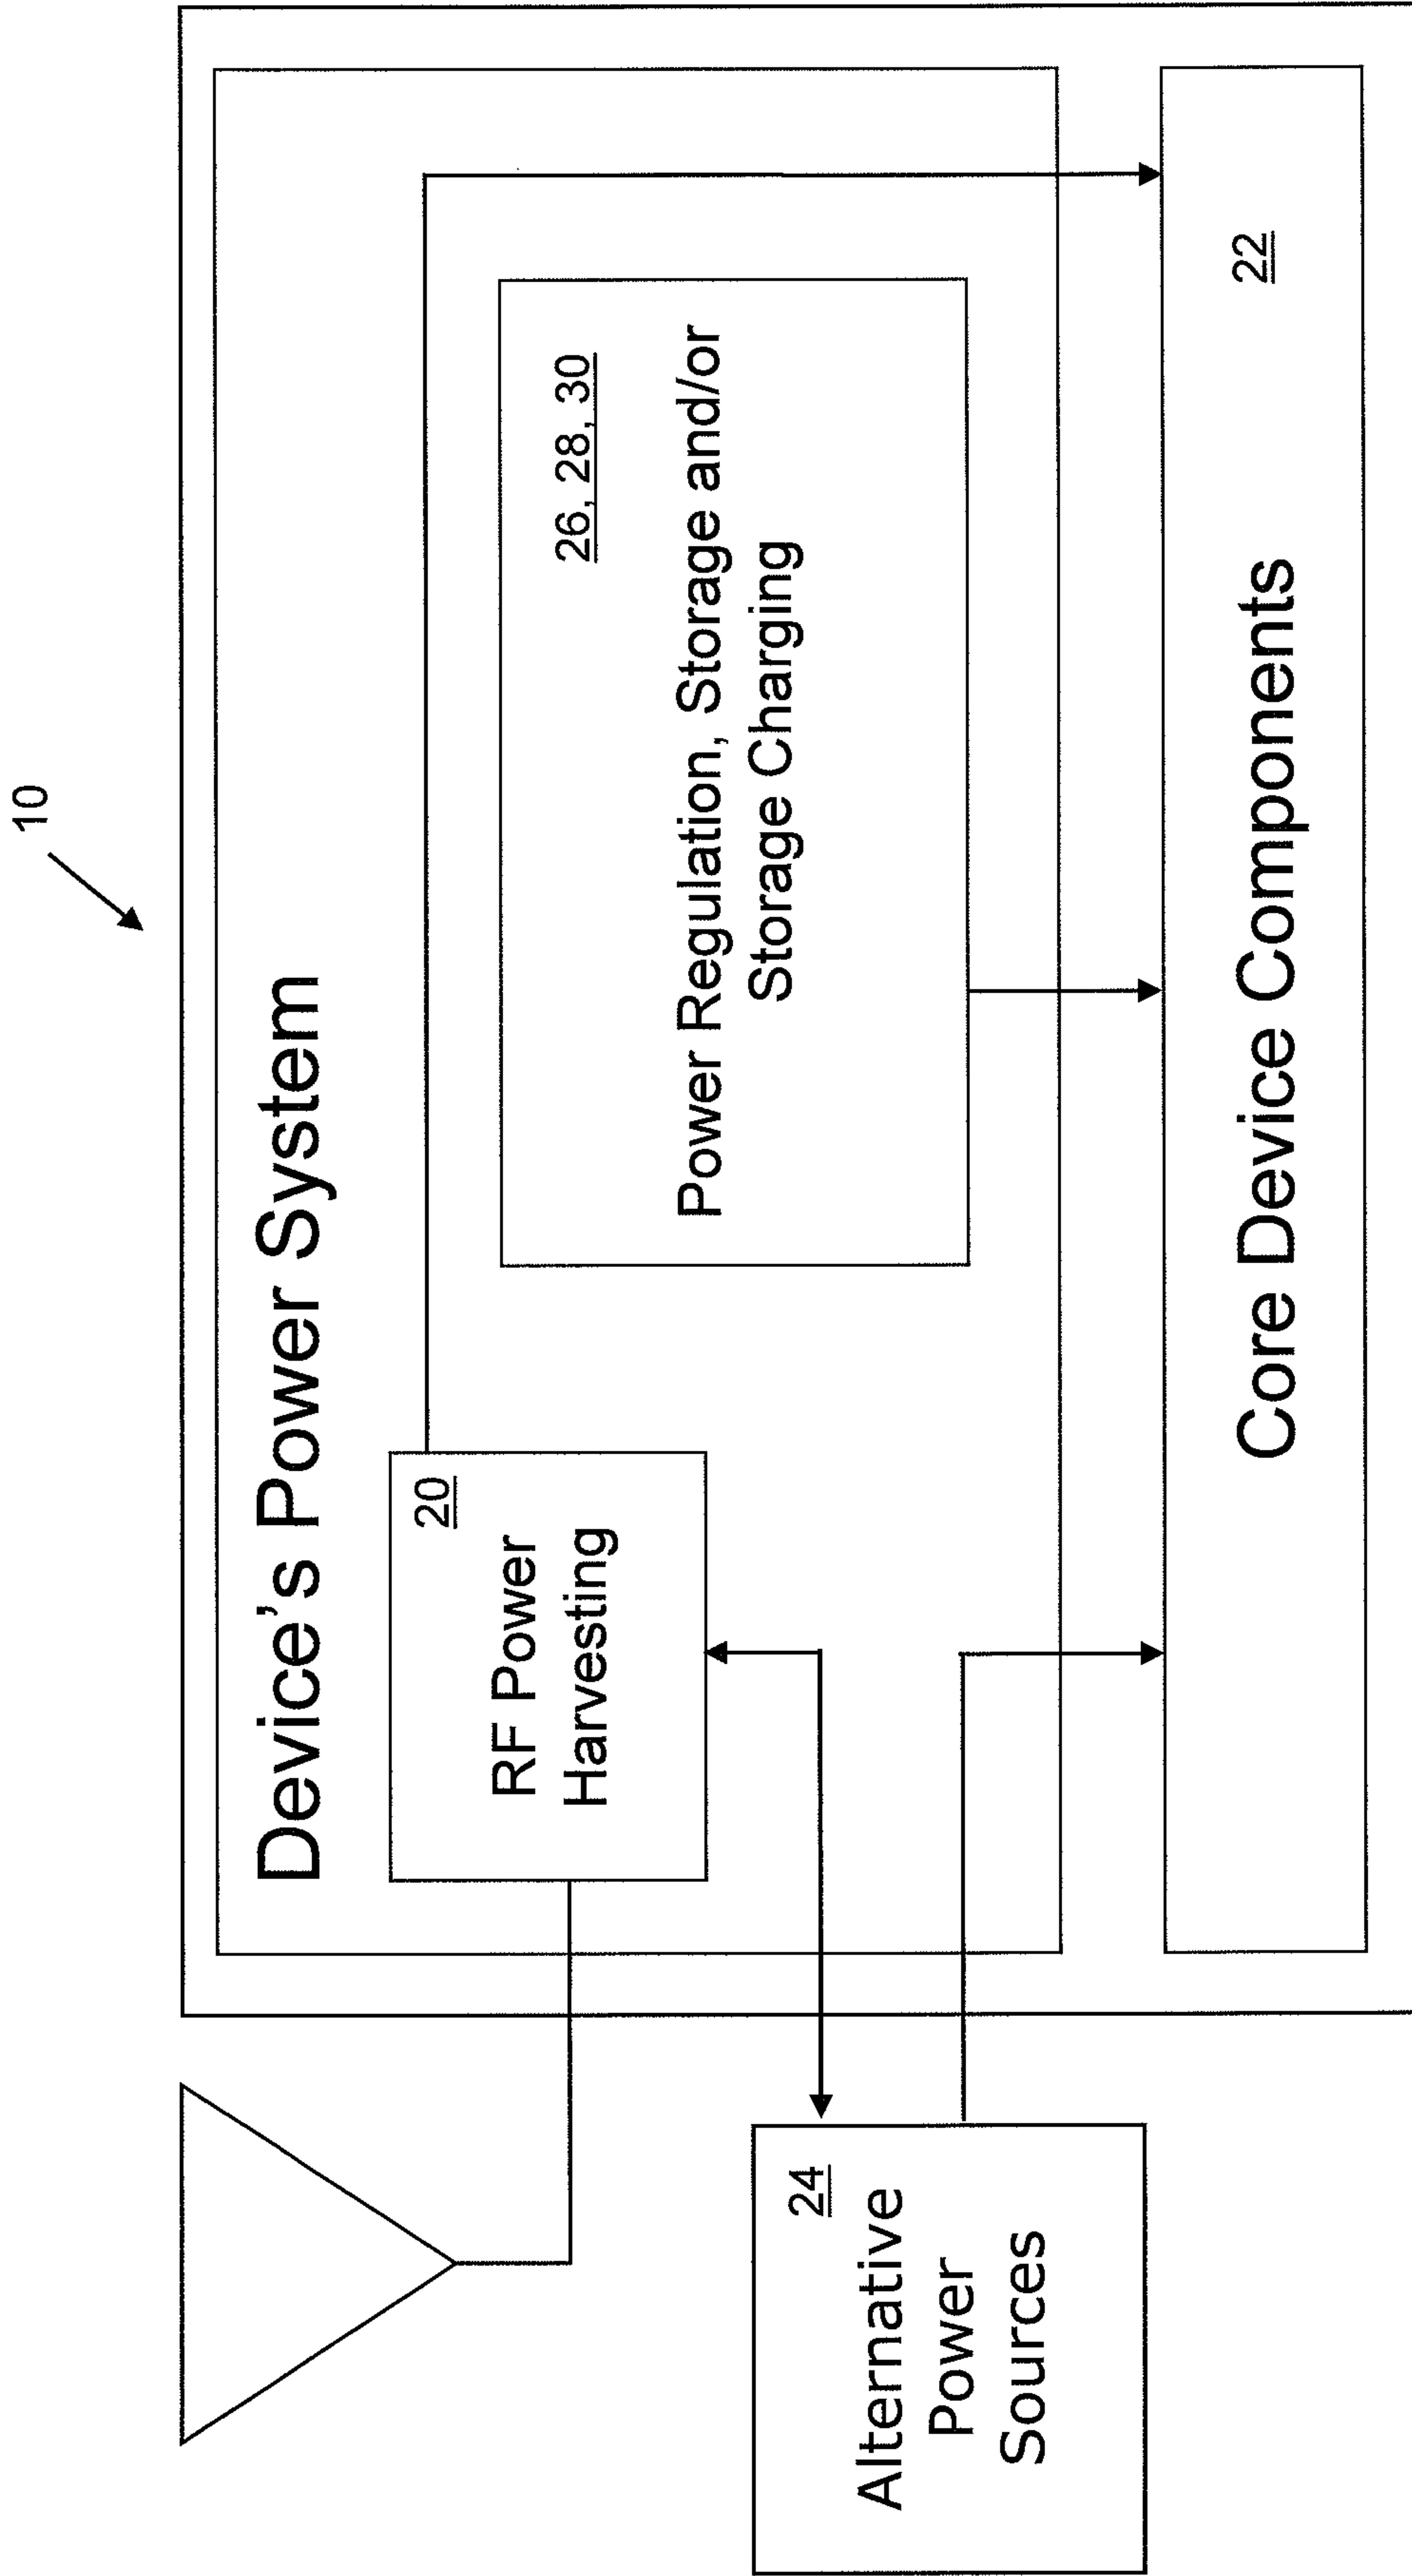 10
Device's Power System
20
RF Power
Harvesting
26, 28, 30
Power Regulation, Storage and/or
Storage Charging
24
Alternative
Power
Sources
22
Core Device Components